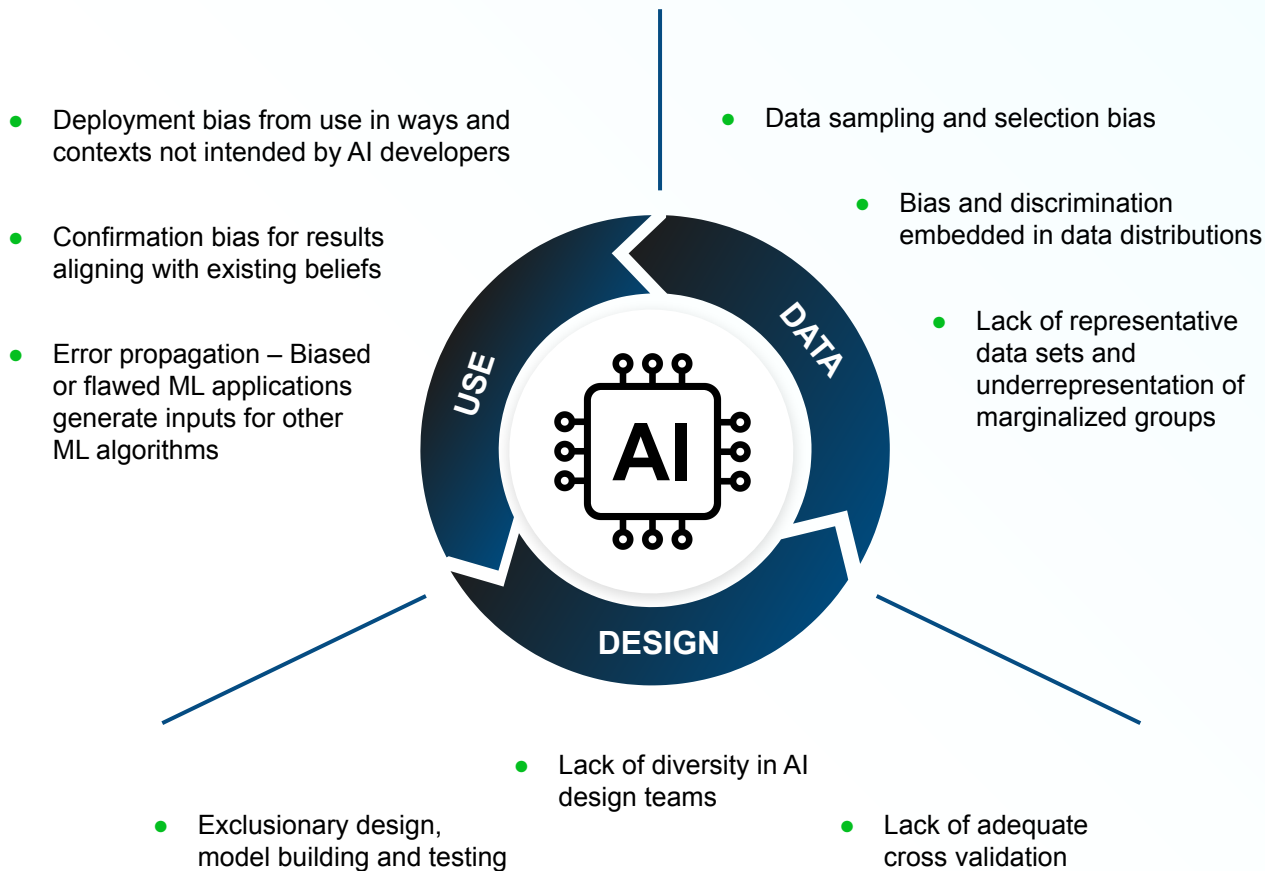 Deployment bias from use in ways and
contexts not intended by AI developers
Confirmation bias for results
aligning with existing beliefs
Error propagation – Biased
or flawed ML applications
generate inputs for other
ML algorithms
Data sampling and selection bias
Bias and discrimination
embedded in data distributions
Lack of representative
data sets and
underrepresentation of
marginalized groups
USE
DATA
AI
DESIGN
Lack of diversity in AI
design teams
Exclusionary design,
model building and testing
Lack of adequate
cross validation